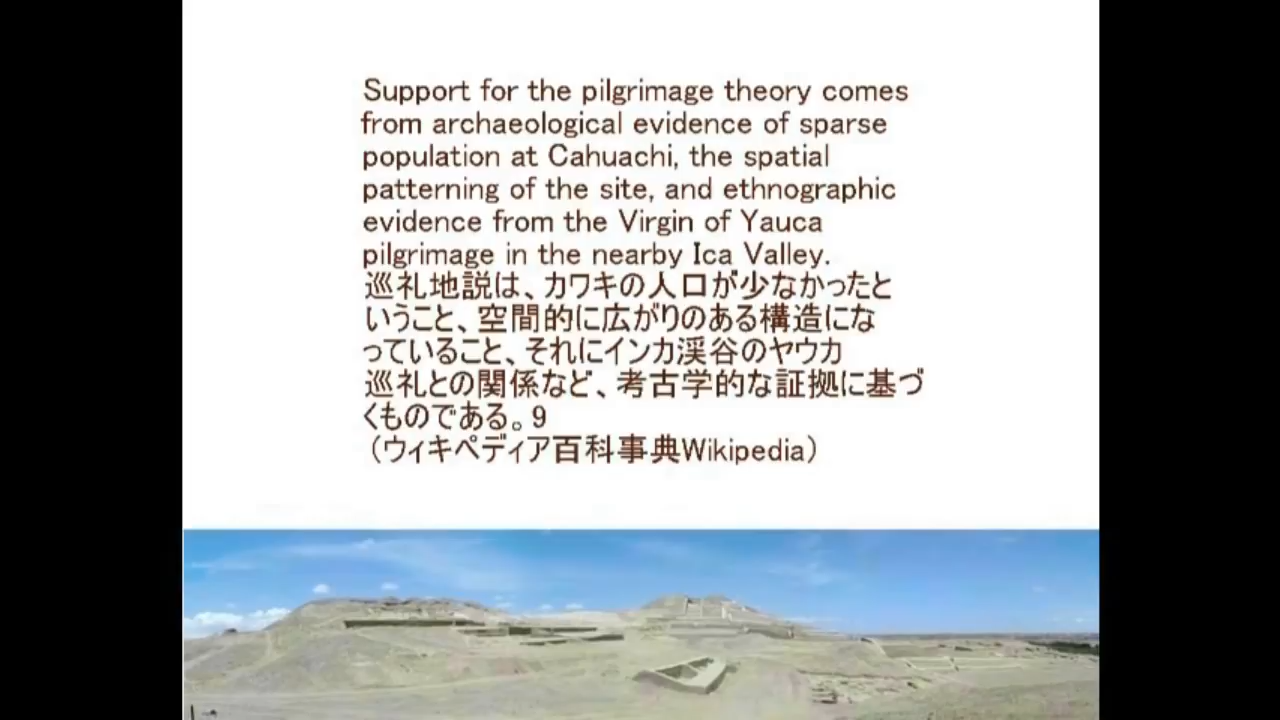 Support for the pilgrimage theory comes
from archaeological evidence of sparse
population at Cahuachi, the spatial
patterning of the site, and ethnographic
evidence from the Virgin of Yauca
pilgrimage in the nearby Ica Valley.
巡礼地説は、カワキの人口が少なかったと
いうこと、空間的に広がりのある構造にな
っていること、それにインカ渓谷のヤウカ
巡礼との関係など、考古学的な証拠に基づ
くものである。9
（ウィキペディア百科事典Wikipedia）